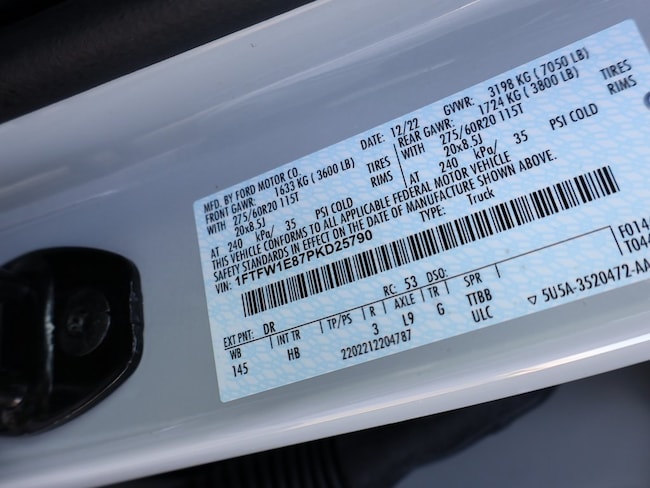 MFD. BY FORD MOTOR CO. DATE: 12/22 GVWR: 3198 KG (7050 LB)
FRONT GAWR: 1633 KG (3600 LB) REAR GAWR: 1724 KG (3800 LB)
WITH 275/60R20 115T TIRES WITH 275/60R20 115T TIRES
20x8.5J RIMS 20x8.5J RIMS
AT 240 kPa/ 35 PSI COLD AT 240 kPa/ 35 PSI COLD
THIS VEHICLE CONFORMS TO ALL APPLICABLE FEDERAL MOTOR VEHICLE
SAFETY STANDARDS IN EFFECT ON THE DATE OF MANUFACTURE SHOWN ABOVE.
VIN: 1FTFW1E87PKD25790 TYPE: Truck
RC: 53 DSO: F014
EXT PNT: DR T044
WB INT TR TP/PS R AXLE TR SPR
145 HB 3 L9 G TTBB
2202212204787 ULC ▽ 5U5A-3520472-AA